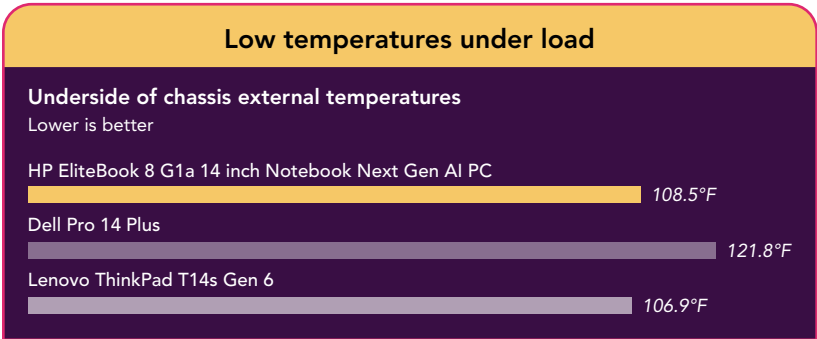 Low temperatures under load
Underside of chassis external temperatures
Lower is better
HP EliteBook 8 G1a 14 inch Notebook Next Gen AI PC
108.5°F
Dell Pro 14 Plus
121.8°F
Lenovo ThinkPad T14s Gen 6
106.9°F